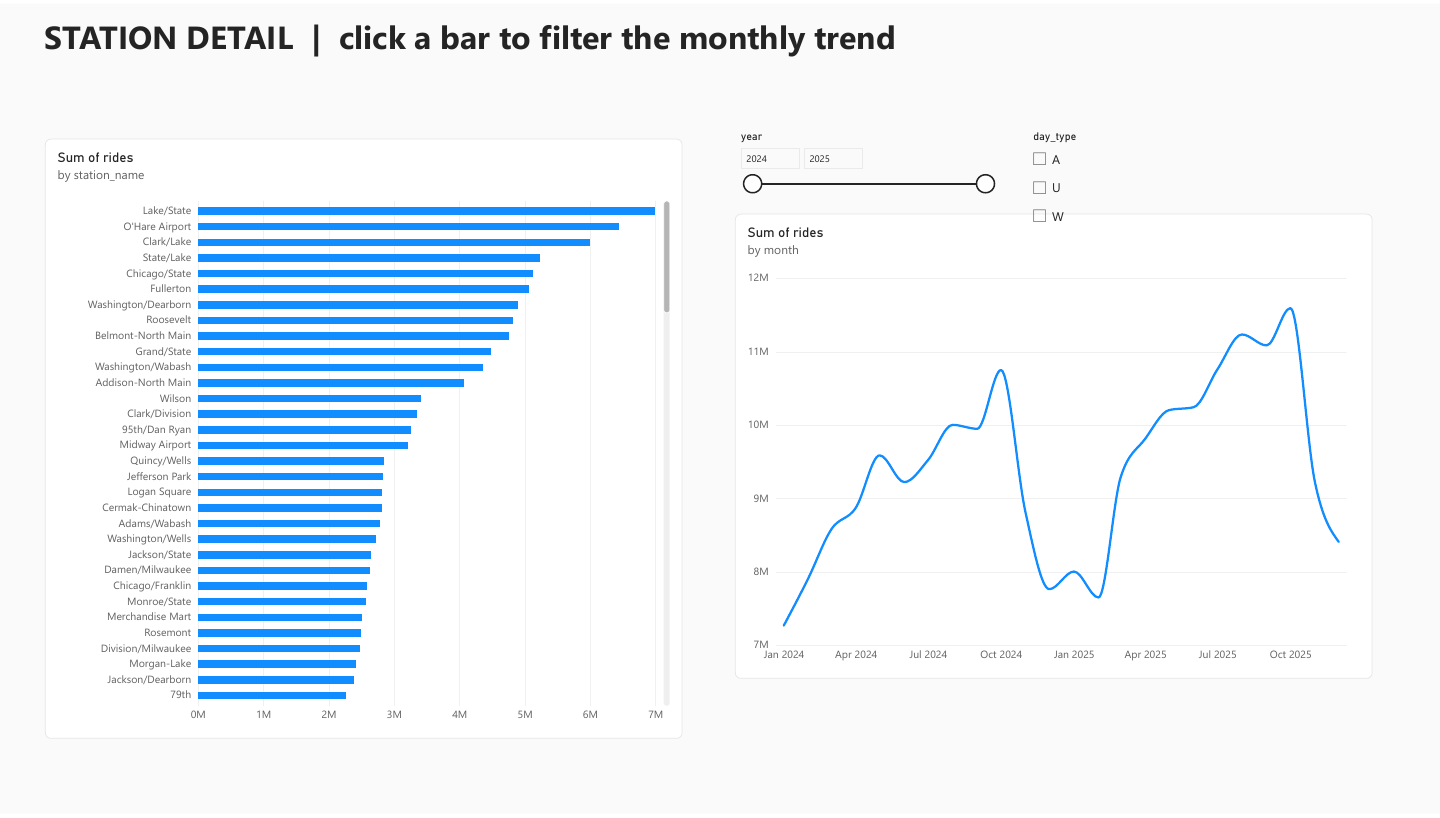 STATION DETAIL | click a bar to filter the monthly trend
Sum of rides
by station_name
Lake/State
O'Hare Airport
Clark/Lake
State/Lake
Chicago/State
Fullerton
Washington/Dearborn
Roosevelt
Belmont-North Main
Grand/State
Washington/Wabash
Addison-North Main
Wilson
Clark/Division
95th/Dan Ryan
Midway Airport
Quincy/Wells
Jefferson Park
Logan Square
Cermak-Chinatown
Adams/Wabash
Washington/Wells
Jackson/State
Damen/Milwaukee
Chicago/Franklin
Monroe/State
Merchandise Mart
Rosemont
Division/Milwaukee
Morgan-Lake
Jackson/Dearborn
79th
0M 1M 2M 3M 4M 5M 6M 7M
year
2024 2025
day_type
A
U
W
Sum of rides
by month
12M
11M
10M
9M
8M
7M
Jan 2024 Apr 2024 Jul 2024 Oct 2024 Jan 2025 Apr 2025 Jul 2025 Oct 2025